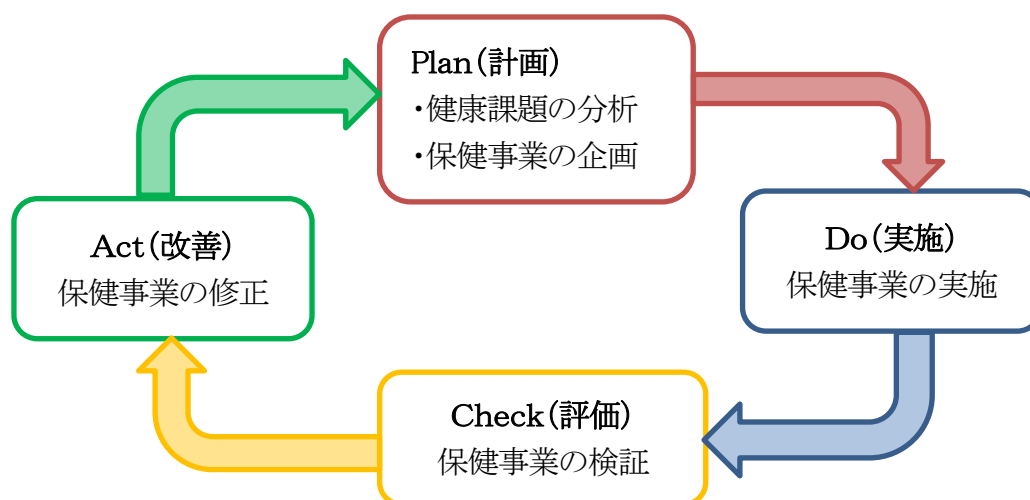 Plan(計画)
・健康課題の分析
・保健事業の企画
Do(実施)
保健事業の実施
Check(評価)
保健事業の検証
Act(改善)
保健事業の修正